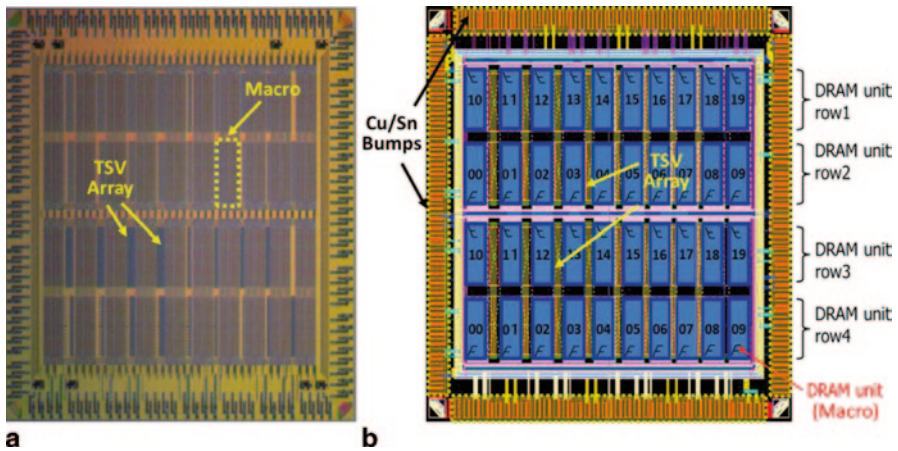 Macro
TSV
Array
a
Cu/Sn
Bumps
10 11 12 13 14 15 16 17 18 19
DRAM unit
row1
TSV
Array
00 01 02 03 04 05 06 07 08 09
F F F F F F F F F F
DRAM unit
row2
10 11 12 13 14 15 16 17 18 19
DRAM unit
row3
00 01 02 03 04 05 06 07 08 09
F F F F F F F F F F
DRAM unit
row4
DRAM unit
(Macro)
b